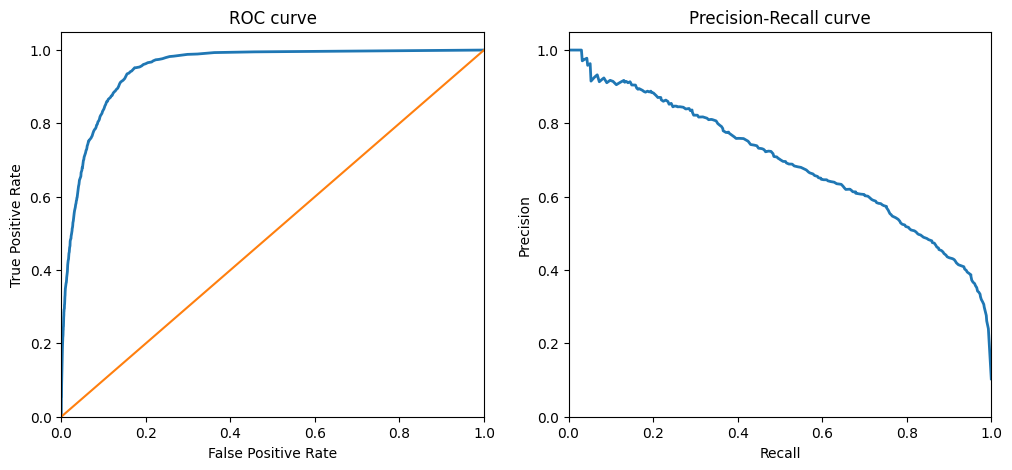 ROC curve
True Positive Rate
1.0
0.8
0.6
0.4
0.2
0.0
0.0 0.2 0.4 0.6 0.8 1.0
False Positive Rate
Precision-Recall curve
Precision
1.0
0.8
0.6
0.4
0.2
0.0
0.0 0.2 0.4 0.6 0.8 1.0
Recall